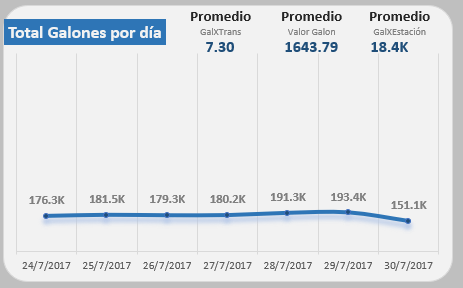 Promedio Promedio Promedio
GalXTrans Valor Galon GalXEstación
7.30 1643.79 18.4K
Total Galones por día
176.3K 181.5K 179.3K 180.2K 191.3K 193.4K 151.1K
24/7/2017 25/7/2017 26/7/2017 27/7/2017 28/7/2017 29/7/2017 30/7/2017